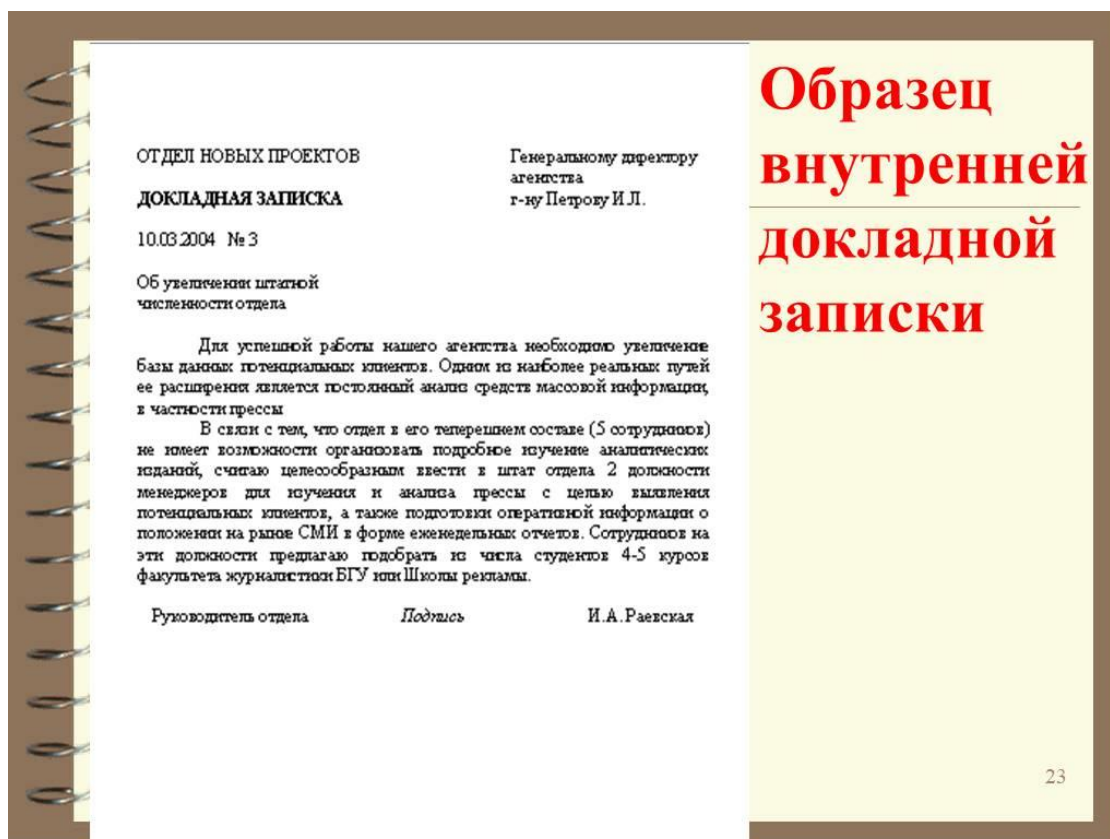 ОТДЕЛ НОВЫХ ПРОЕКТОВ
ДОКЛАДНАЯ ЗАПИСКА
10.03.2004 № 3
Генеральному директору
агентства
г-ну Петрову И.Л.
Об увеличении штатной
численности отдела
Для успешной работы нашего агентства необходимо увеличение
базы данных потенциальных клиентов. Одним из наиболее реальных путей
ее расширения является постоянный анализ средств массовой информации,
в частности прессы
В связи с тем, что отдел в его теперешнем составе (5 сотрудников)
не имеет возможности организовать подробное изучение аналитических
изданий, считаю целесообразным ввести в штат отдела 2 должности
менеджеров для изучения и анализа прессы с целью выявления
потенциальных клиентов, а также подготовки оперативной информации о
положении на рынке СМИ в форме еженедельных отчетов. Сотрудников на
эти должности предлагаю подобрать из числа студентов 4-5 курсов
факультета журналистики БГУ или Школы рекламы.
Руководитель отдела Подпись И.А.Раевская
Образец
внутренней
докладной
записки
23